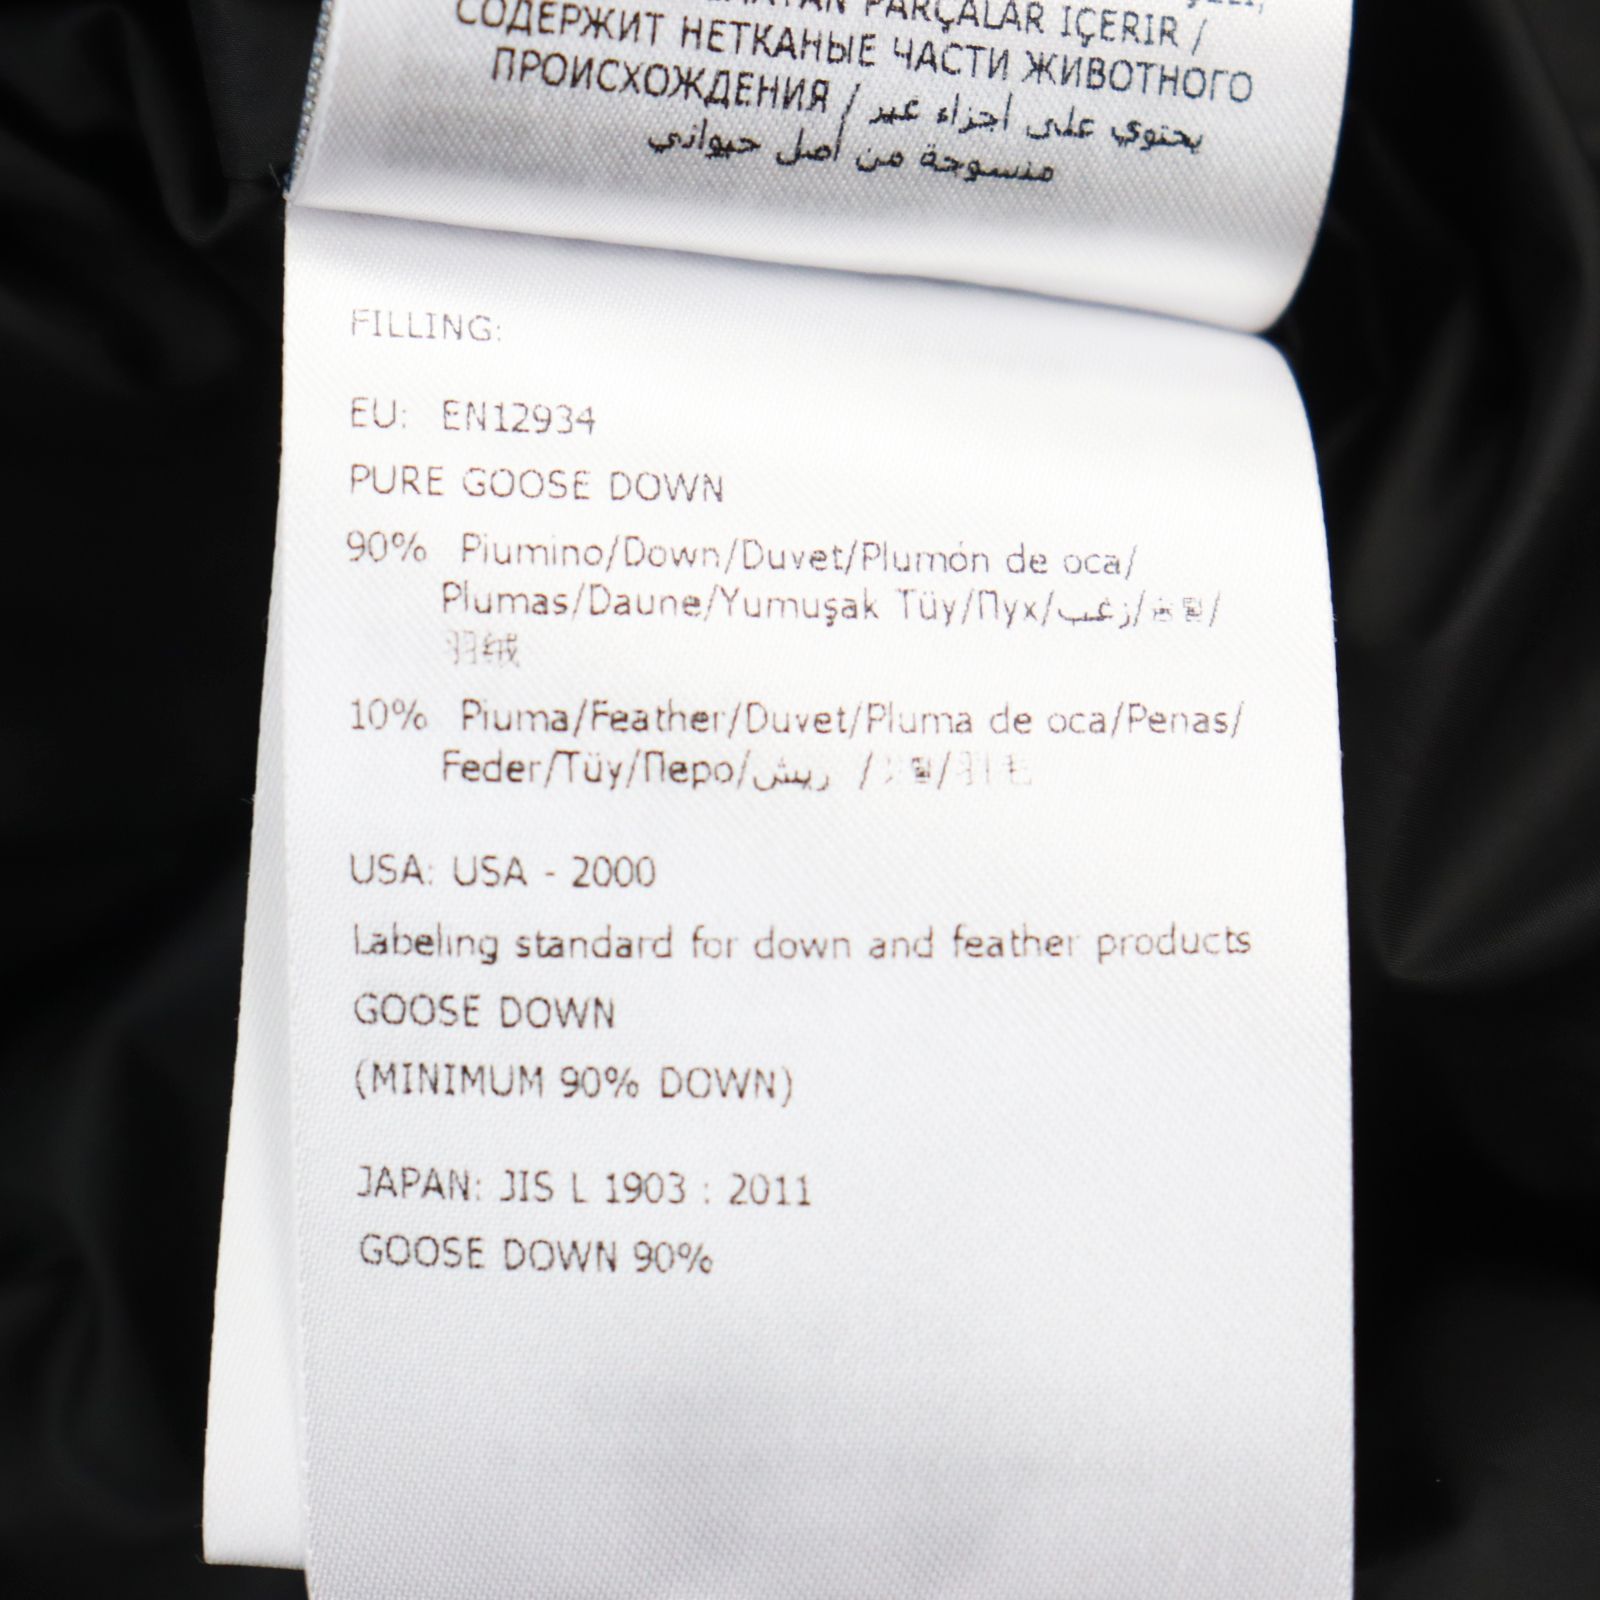 PARÇALAR İÇERİR /
СОДЕРЖИТ НЕТКАНЫЕ ЧАСТИ ЖИВОТНОГО
ПРОИСХОЖДЕНИЯ / يحتوي على أجزاء غير
منسوجة من أصل حيواني
FILLING:
EU: EN12934
PURE GOOSE DOWN
90% Piumino/Down/Duvet/Plumón de oca/
Plumas/Daune/Yumuşak Tüy/Пух/زغب/
羽绒
10% Piuma/Feather/Duvet/Pluma de oca/Penas/
Feder/Tüy/Перо/ريش /羽毛
USA: USA - 2000
Labeling standard for down and feather products
GOOSE DOWN
(MINIMUM 90% DOWN)
JAPAN: JIS L 1903 : 2011
GOOSE DOWN 90%